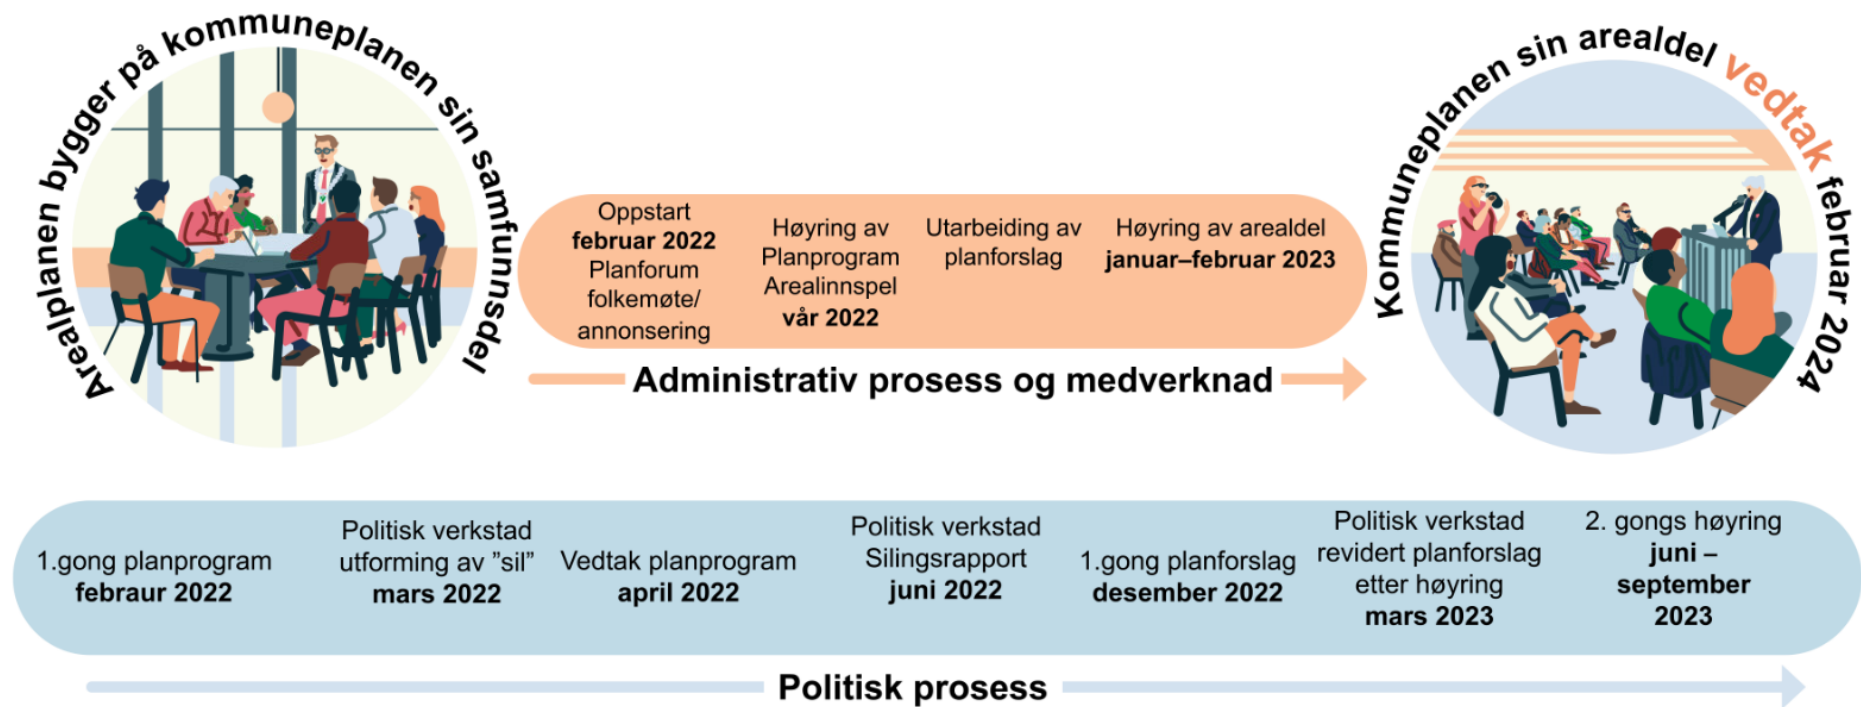 Arealplanen bygger på kommuneplanen sin samfunnsdel
Oppstart
februar 2022
Planforum
folkemøte/
annonsering
Høyring av
Planprogram
Arealinnspel
vår 2022
Utarbeiding av
planforslag
Høyring av arealdel
januar–februar 2023
Administrativ prosess og medverknad
Kommuneplanen sin arealdel vedtak februar 2024
1.gong planprogram
febraur 2022
Politisk verkstad
utforming av ”sil”
mars 2022
Vedtak planprogram
april 2022
Politisk verkstad
Silingsrapport
juni 2022
1.gong planforslag
desember 2022
Politisk verkstad
revidert planforslag
etter høyring
mars 2023
2. gongs høyring
juni –
september
2023
Politisk prosess